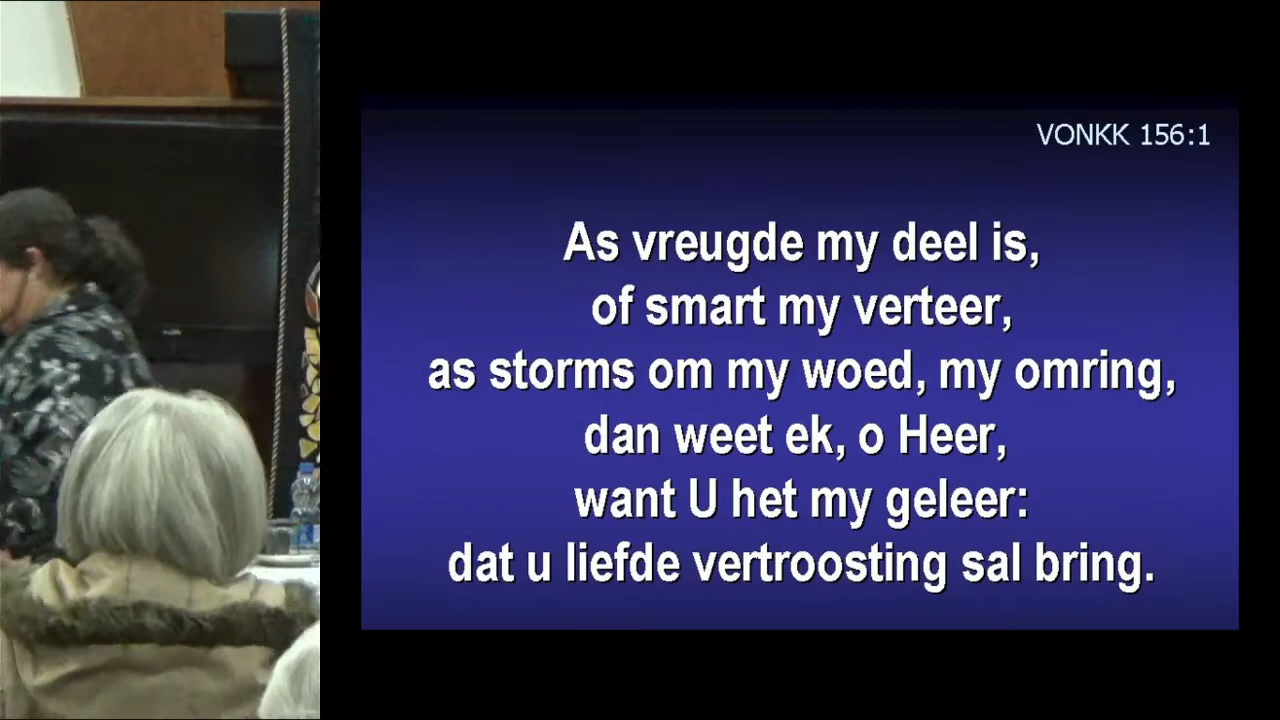 VONKK 156:1
As vreugde my deel is,
of smart my verteer,
as storms om my woed, my omring,
dan weet ek, o Heer,
want U het my geleer:
dat u liefde vertroosting sal bring.